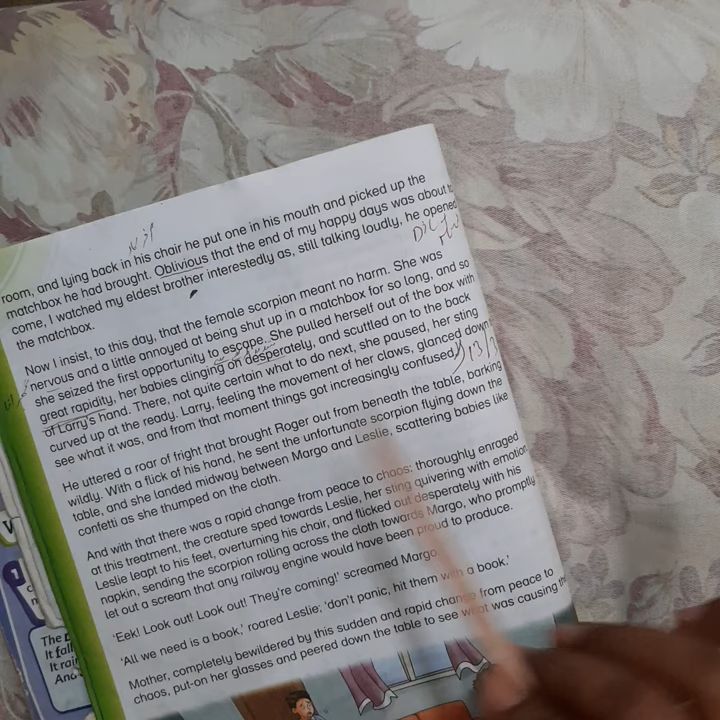 room, and lying back in his chair he put one in his mouth and picked up the
matchbox he had brought. Oblivious that the end of my happy days was about to
come, I watched my eldest brother interestedly as, still talking loudly, he opened
the matchbox.
Now I insist, to this day, that the female scorpion meant no harm. She was
nervous and a little annoyed at being shut up in a matchbox for so long, and so
she seized the first opportunity to escape. She pulled herself out of the box with
great rapidity, her babies clinging on desperately, and scuttled on to the back
of Larry's hand. There, not quite certain what to do next, she paused, her sting
curved up at the ready. Larry, feeling the movement of her claws, glanced down
see what it was, and from that moment things got increasingly confused.
He uttered a roar of fright that brought Roger out from beneath the table, barking
wildly. With a flick of his hand, he sent the unfortunate scorpion flying down the
table, and she landed midway between Margo and Leslie, scattering babies like
confetti as she thumped on the cloth.
And with that there was a rapid change from peace to chaos: thoroughly enraged
at this treatment, the creature sped towards Leslie, her sting quivering with emotion.
Leslie leapt to his feet, overturning his chair, and flicked out desperately with his
napkin, sending the scorpion rolling across the cloth towards Margo, who promptly
let out a scream that any railway engine would have been proud to produce.
'Eek! Look out! Look out! They're coming!' screamed Margo.
'All we need is a book,' roared Leslie; 'don't panic, hit them with a book.'
Mother, completely bewildered by this sudden and rapid change from peace to
chaos, put-on her glasses and peered down the table to see what was causing the
1
The
It fall
It rai